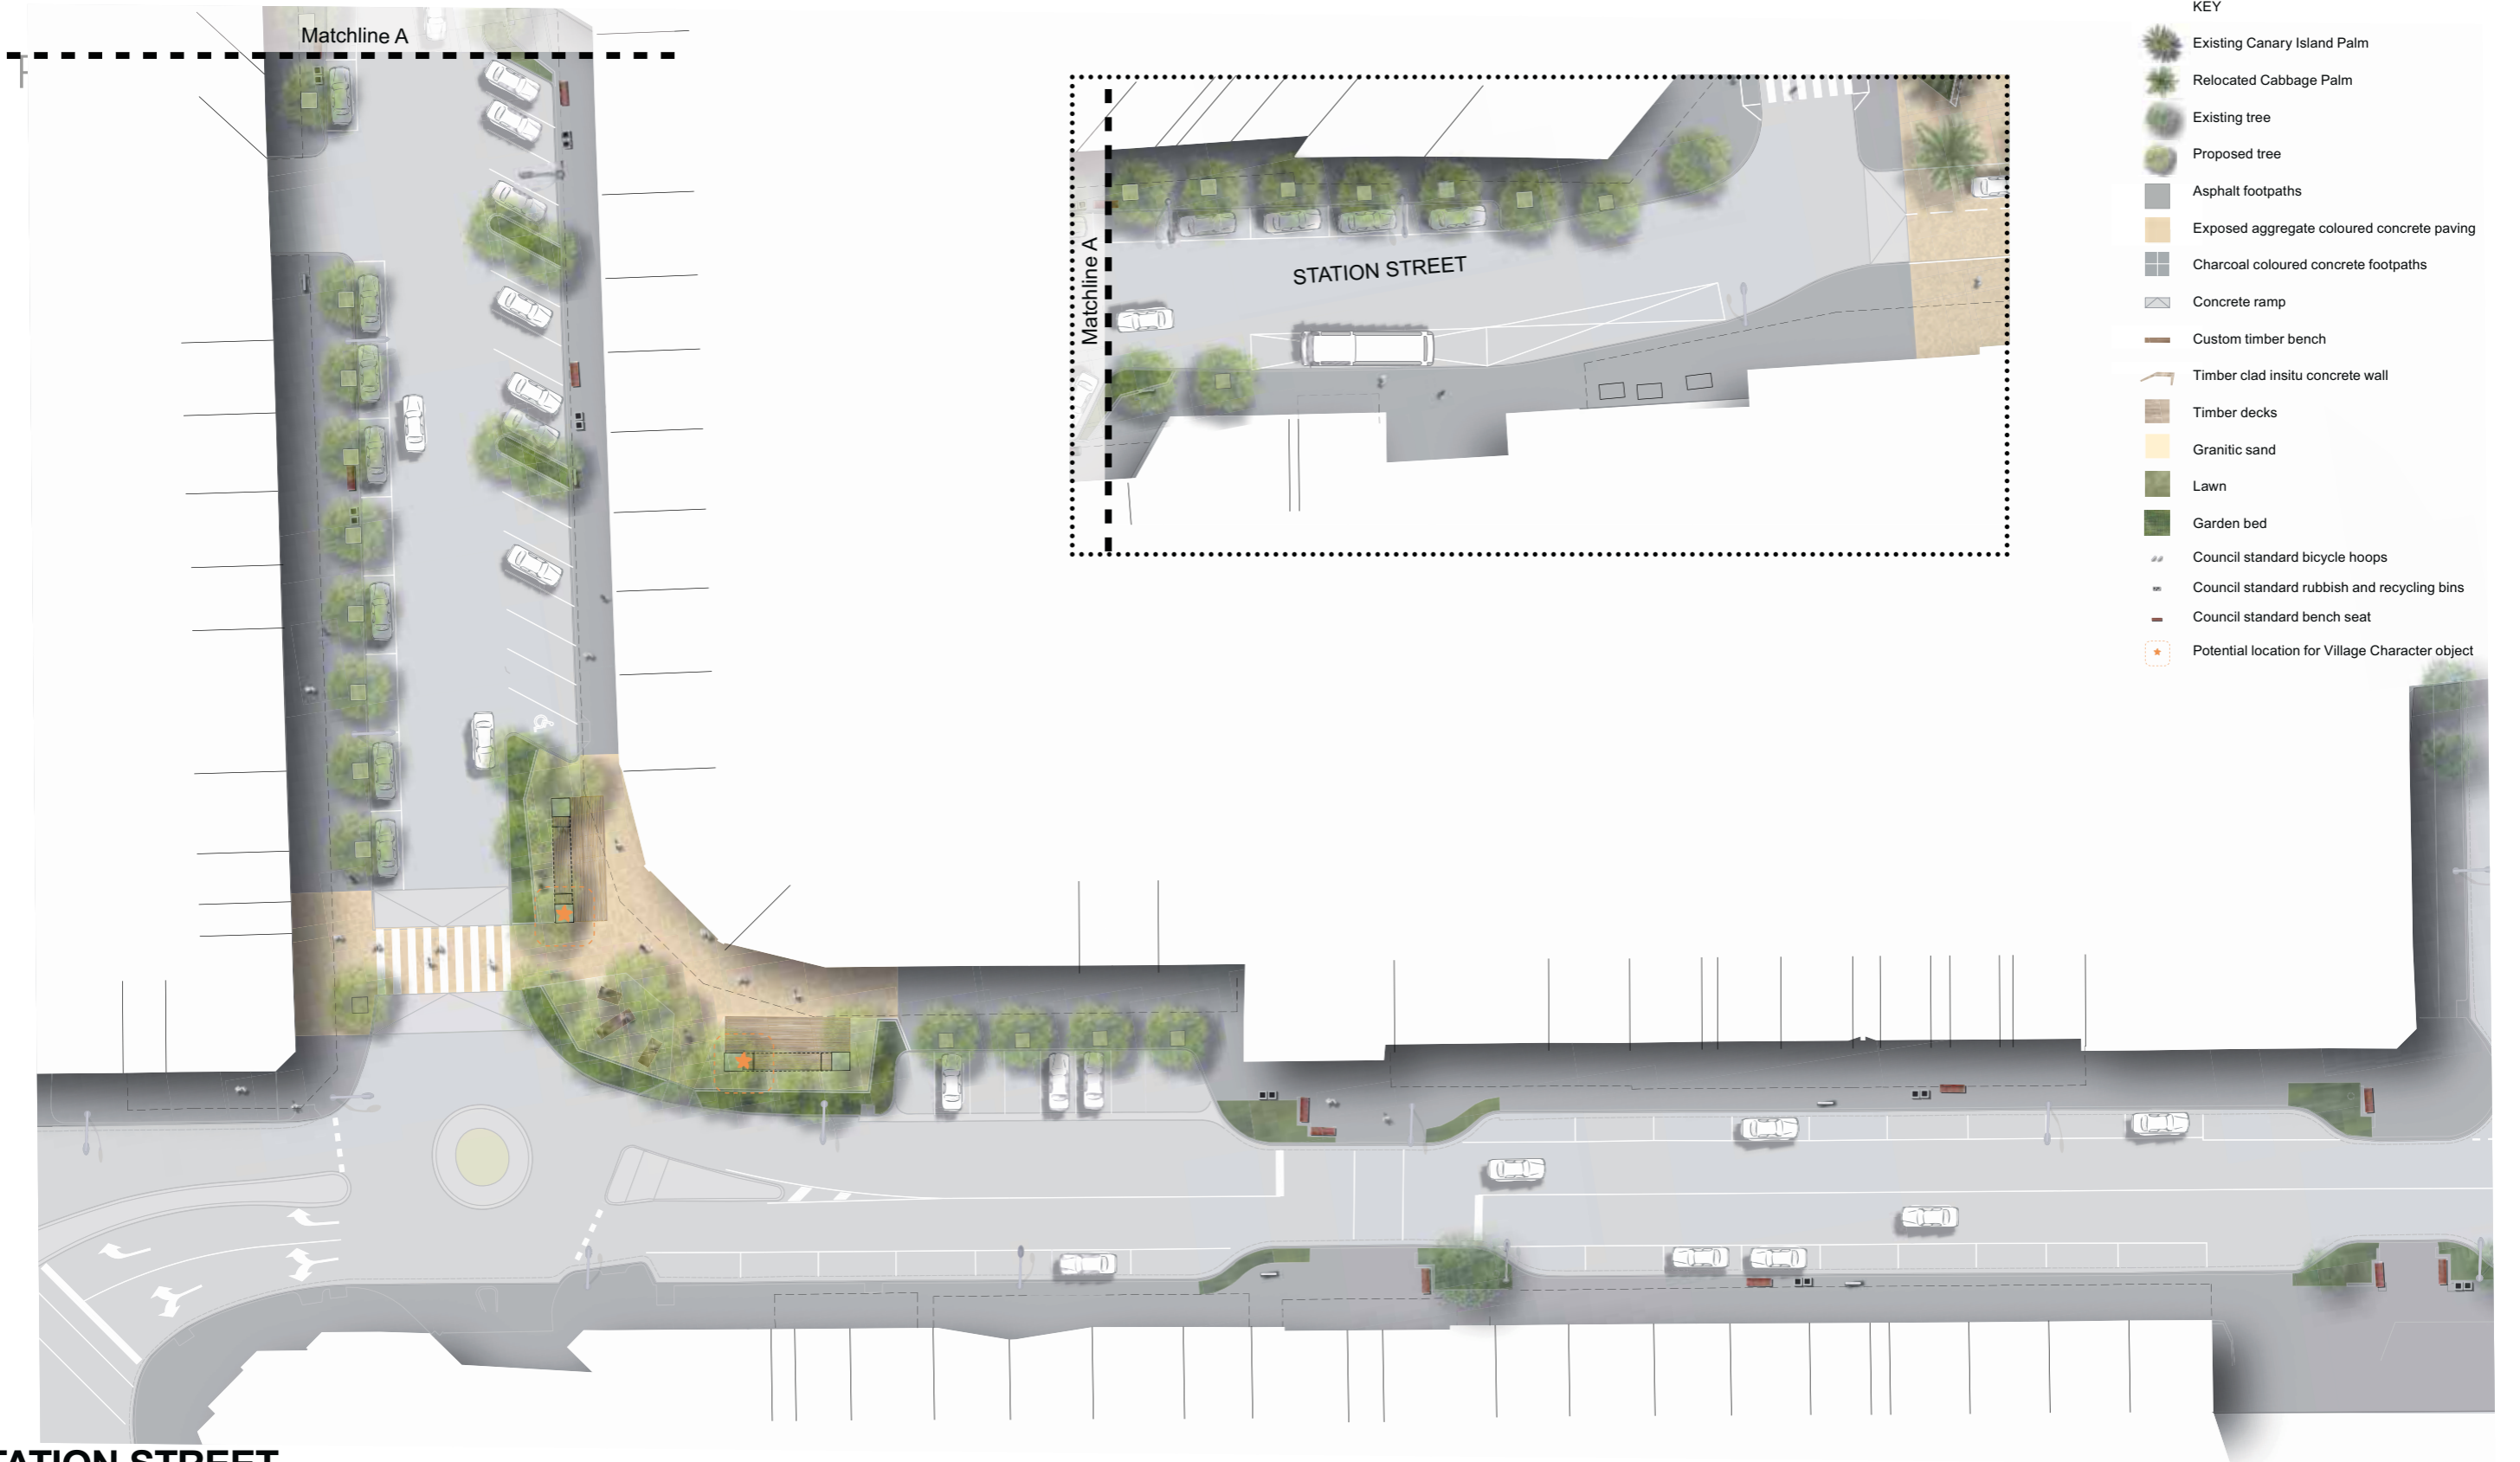 Matchline A
KEY
Existing Canary Island Palm
Relocated Cabbage Palm
Existing tree
Proposed tree
Asphalt footpaths
Exposed aggregate coloured concrete paving
Charcoal coloured concrete footpaths
Concrete ramp
Custom timber bench
Timber clad insitu concrete wall
Timber decks
Granitic sand
Lawn
Garden bed
Council standard bicycle hoops
Council standard rubbish and recycling bins
Council standard bench seat
Potential location for Village Character object
Matchline A
STATION STREET
TATION STREET